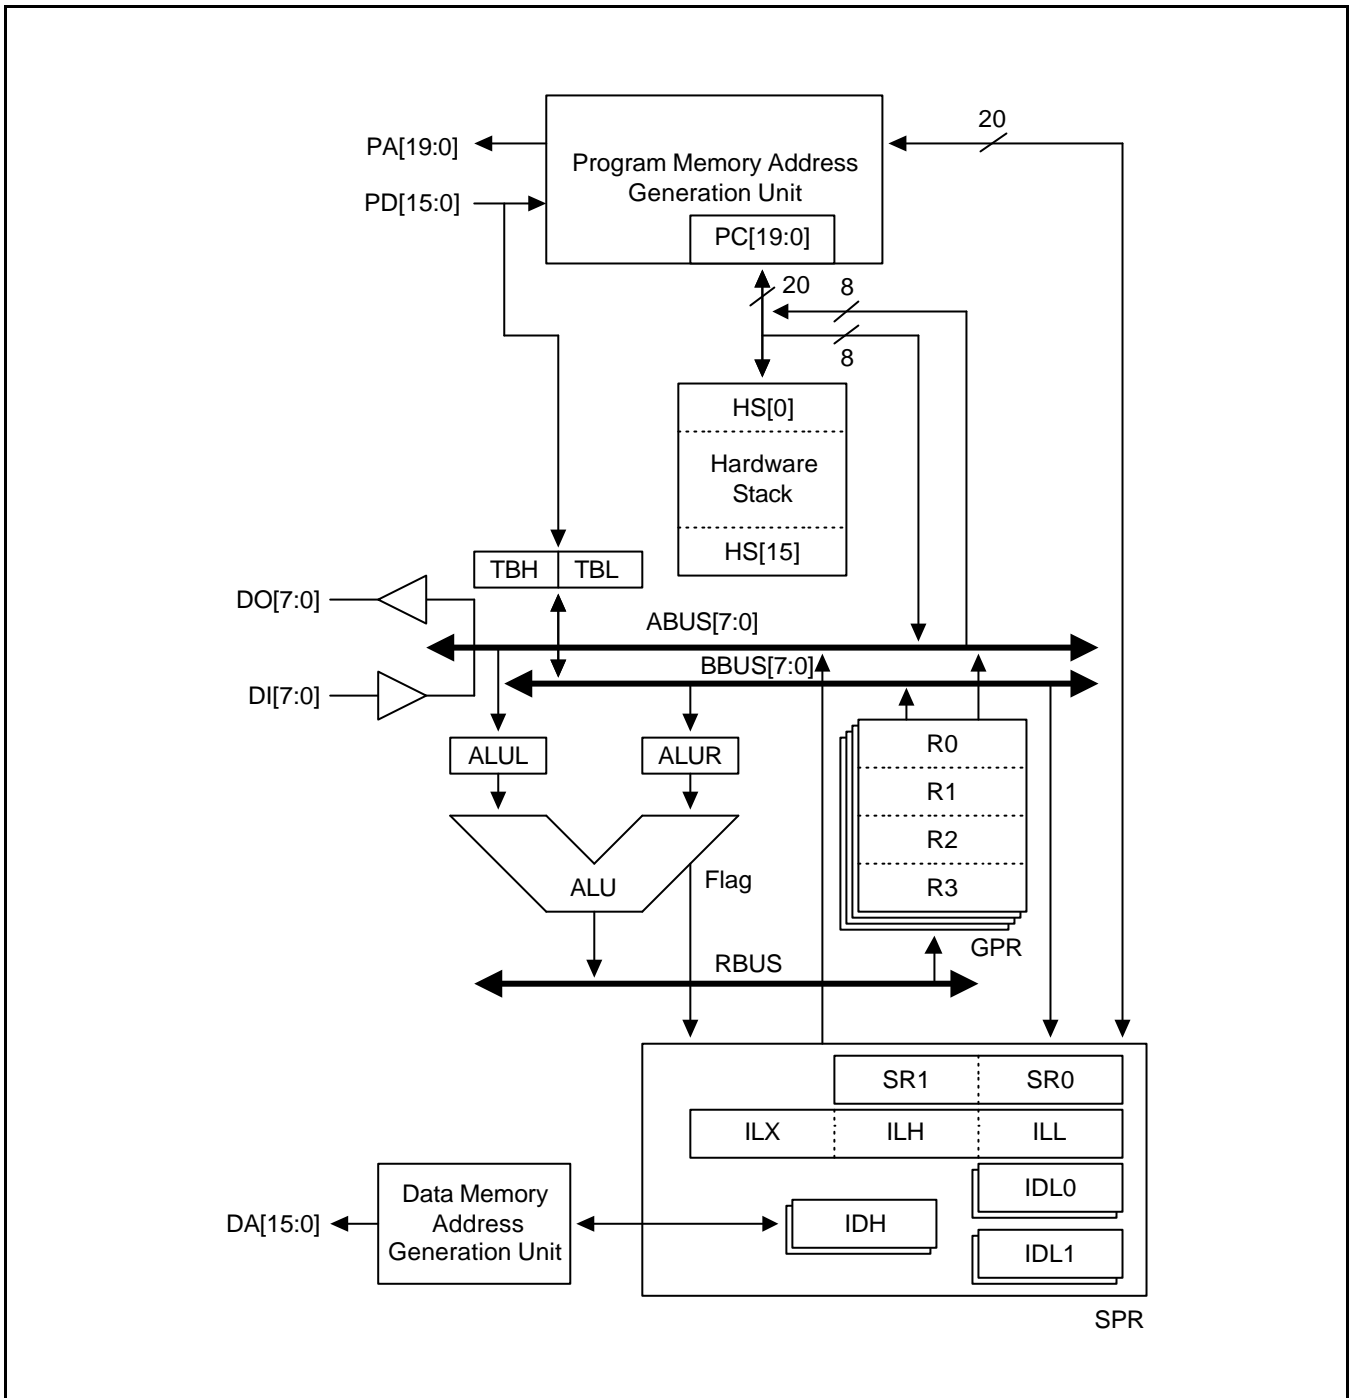 20
PA[19:0]
Program Memory Address
Generation Unit
PD[15:0]
PC[19:0]
20
8
8
HS[0]
Hardware
Stack
HS[15]
TBH
TBL
DO[7:0]
ABUS[7:0]
BBUS[7:0]
DI[7:0]
ALUL
ALUR
R0
R1
R2
R3
ALU
Flag
GPR
RBUS
SR1
SR0
ILX
ILH
ILL
IDL0
Data Memory
Address
Generation Unit
DA[15:0]
IDH
IDL1
SPR